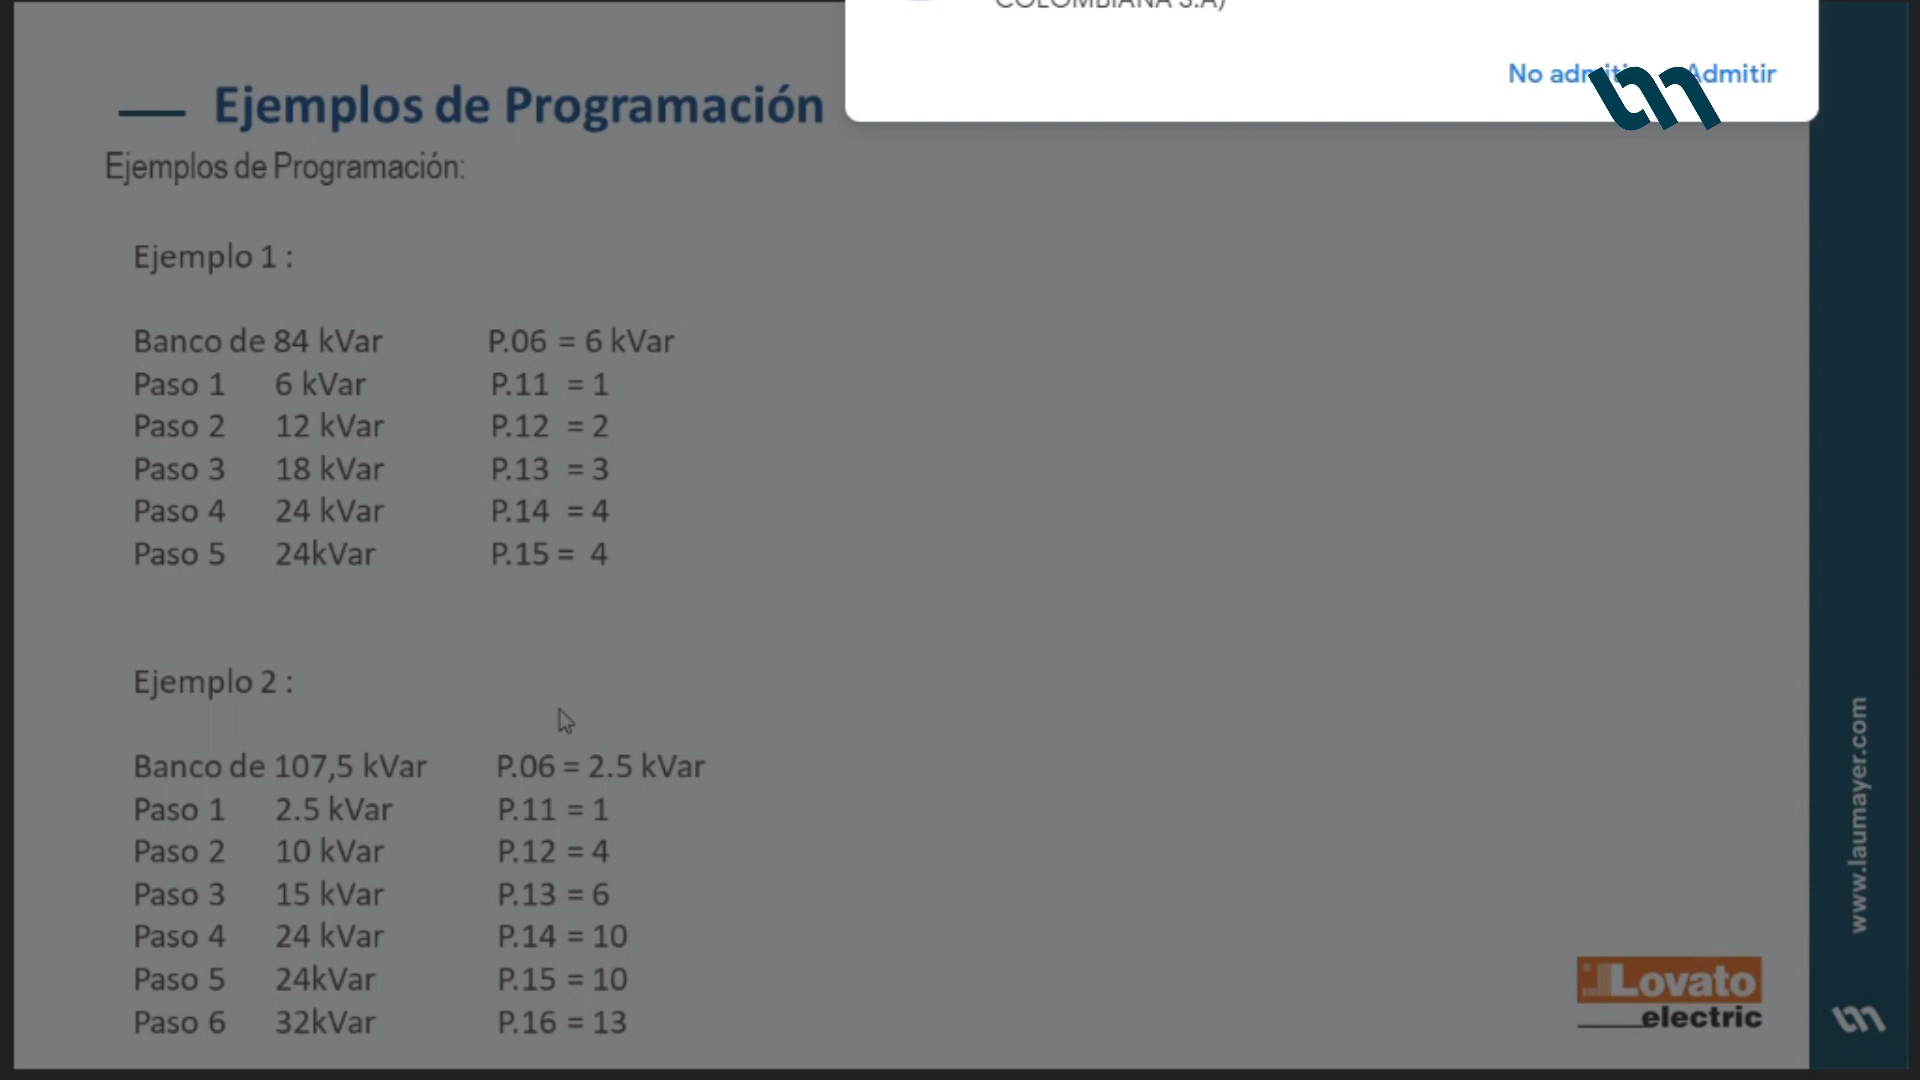 COLOMBIANA S.A)
No admiti Admitir
Ejemplos de Programación
Ejemplos de Programación:
Ejemplo 1 :
Banco de 84 kVar P.06 = 6 kVar
Paso 1 6 kVar P.11 = 1
Paso 2 12 kVar P.12 = 2
Paso 3 18 kVar P.13 = 3
Paso 4 24 kVar P.14 = 4
Paso 5 24kVar P.15 = 4
Ejemplo 2 :
Banco de 107,5 kVar P.06 = 2.5 kVar
Paso 1 2.5 kVar P.11 = 1
Paso 2 10 kVar P.12 = 4
Paso 3 15 kVar P.13 = 6
Paso 4 24 kVar P.14 = 10
Paso 5 24kVar P.15 = 10
Paso 6 32kVar P.16 = 13
Lovato
electric
www.laumayer.com